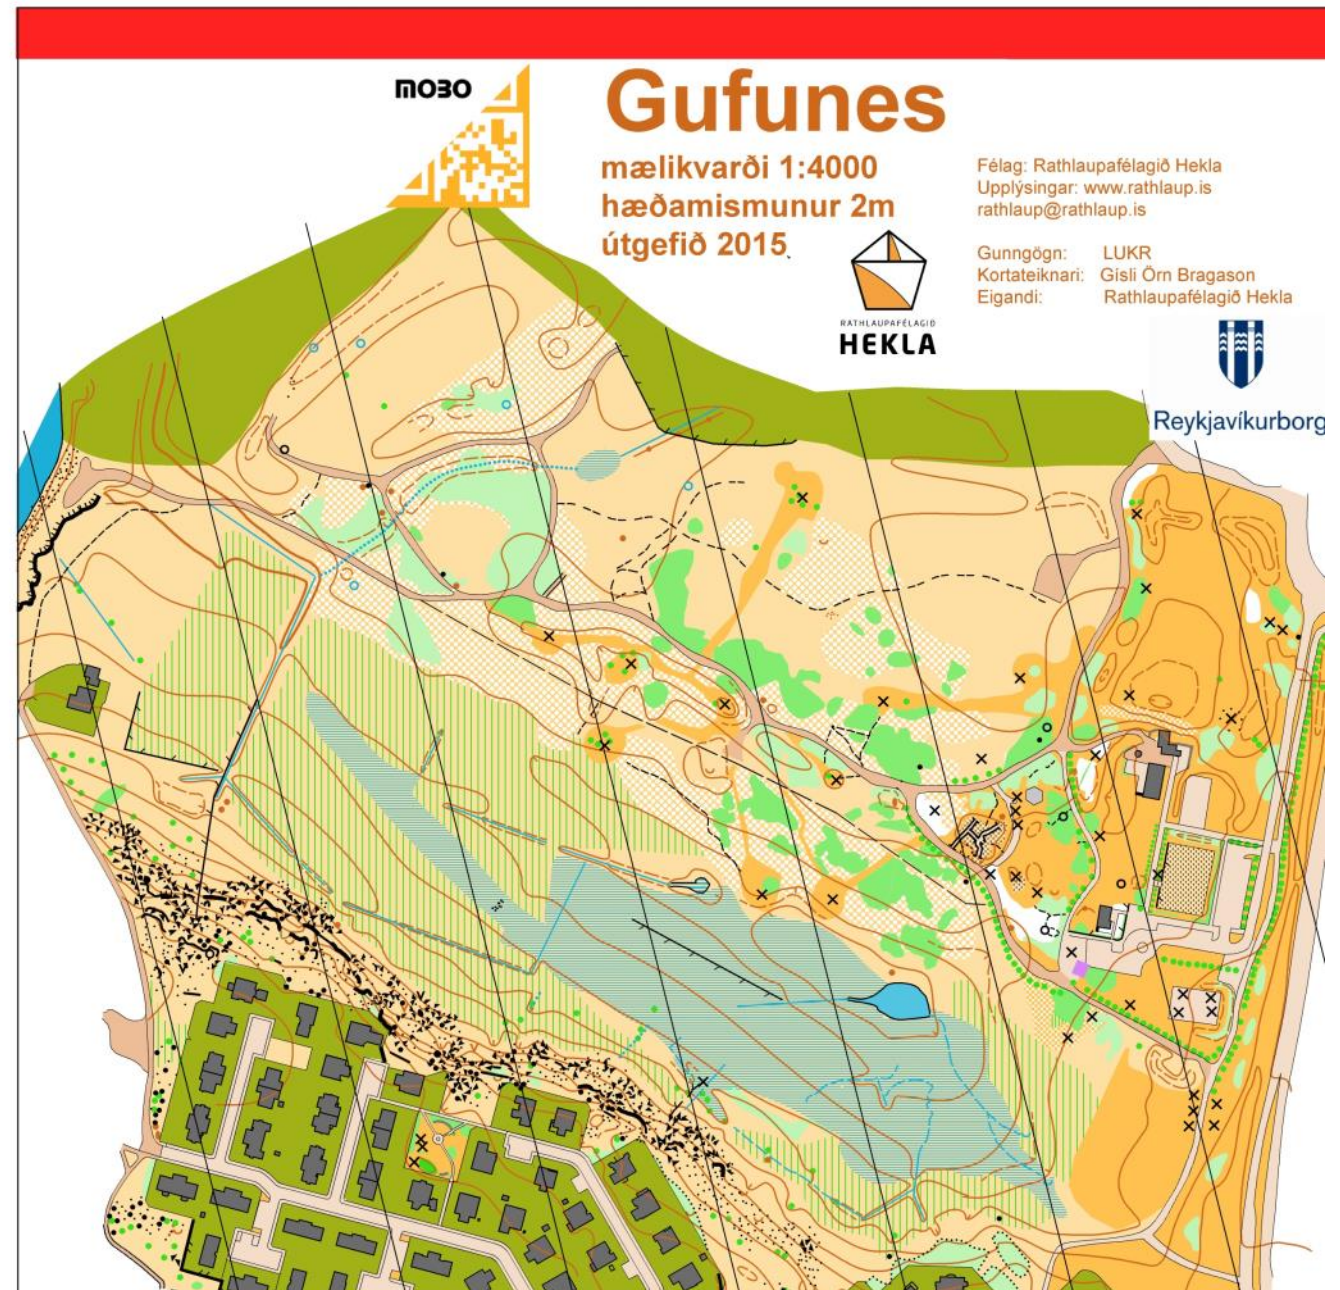 mobo
Gufunes
mælikvarði 1:4000
hæðamismunur 2m
útgefið 2015
Félag: Rathlaupafélagið Hekla
Upplýsingar: www.rathlaup.is
rathlaup@rathlaup.is
Gunngögn: LUKR
Kortateiknari: Gisli Örn Bragason
Eigandi: Rathlaupafélagið Hekla
RATHLAUPAFÉLAGIÐ
HEKLA
Reykjavíkurborg